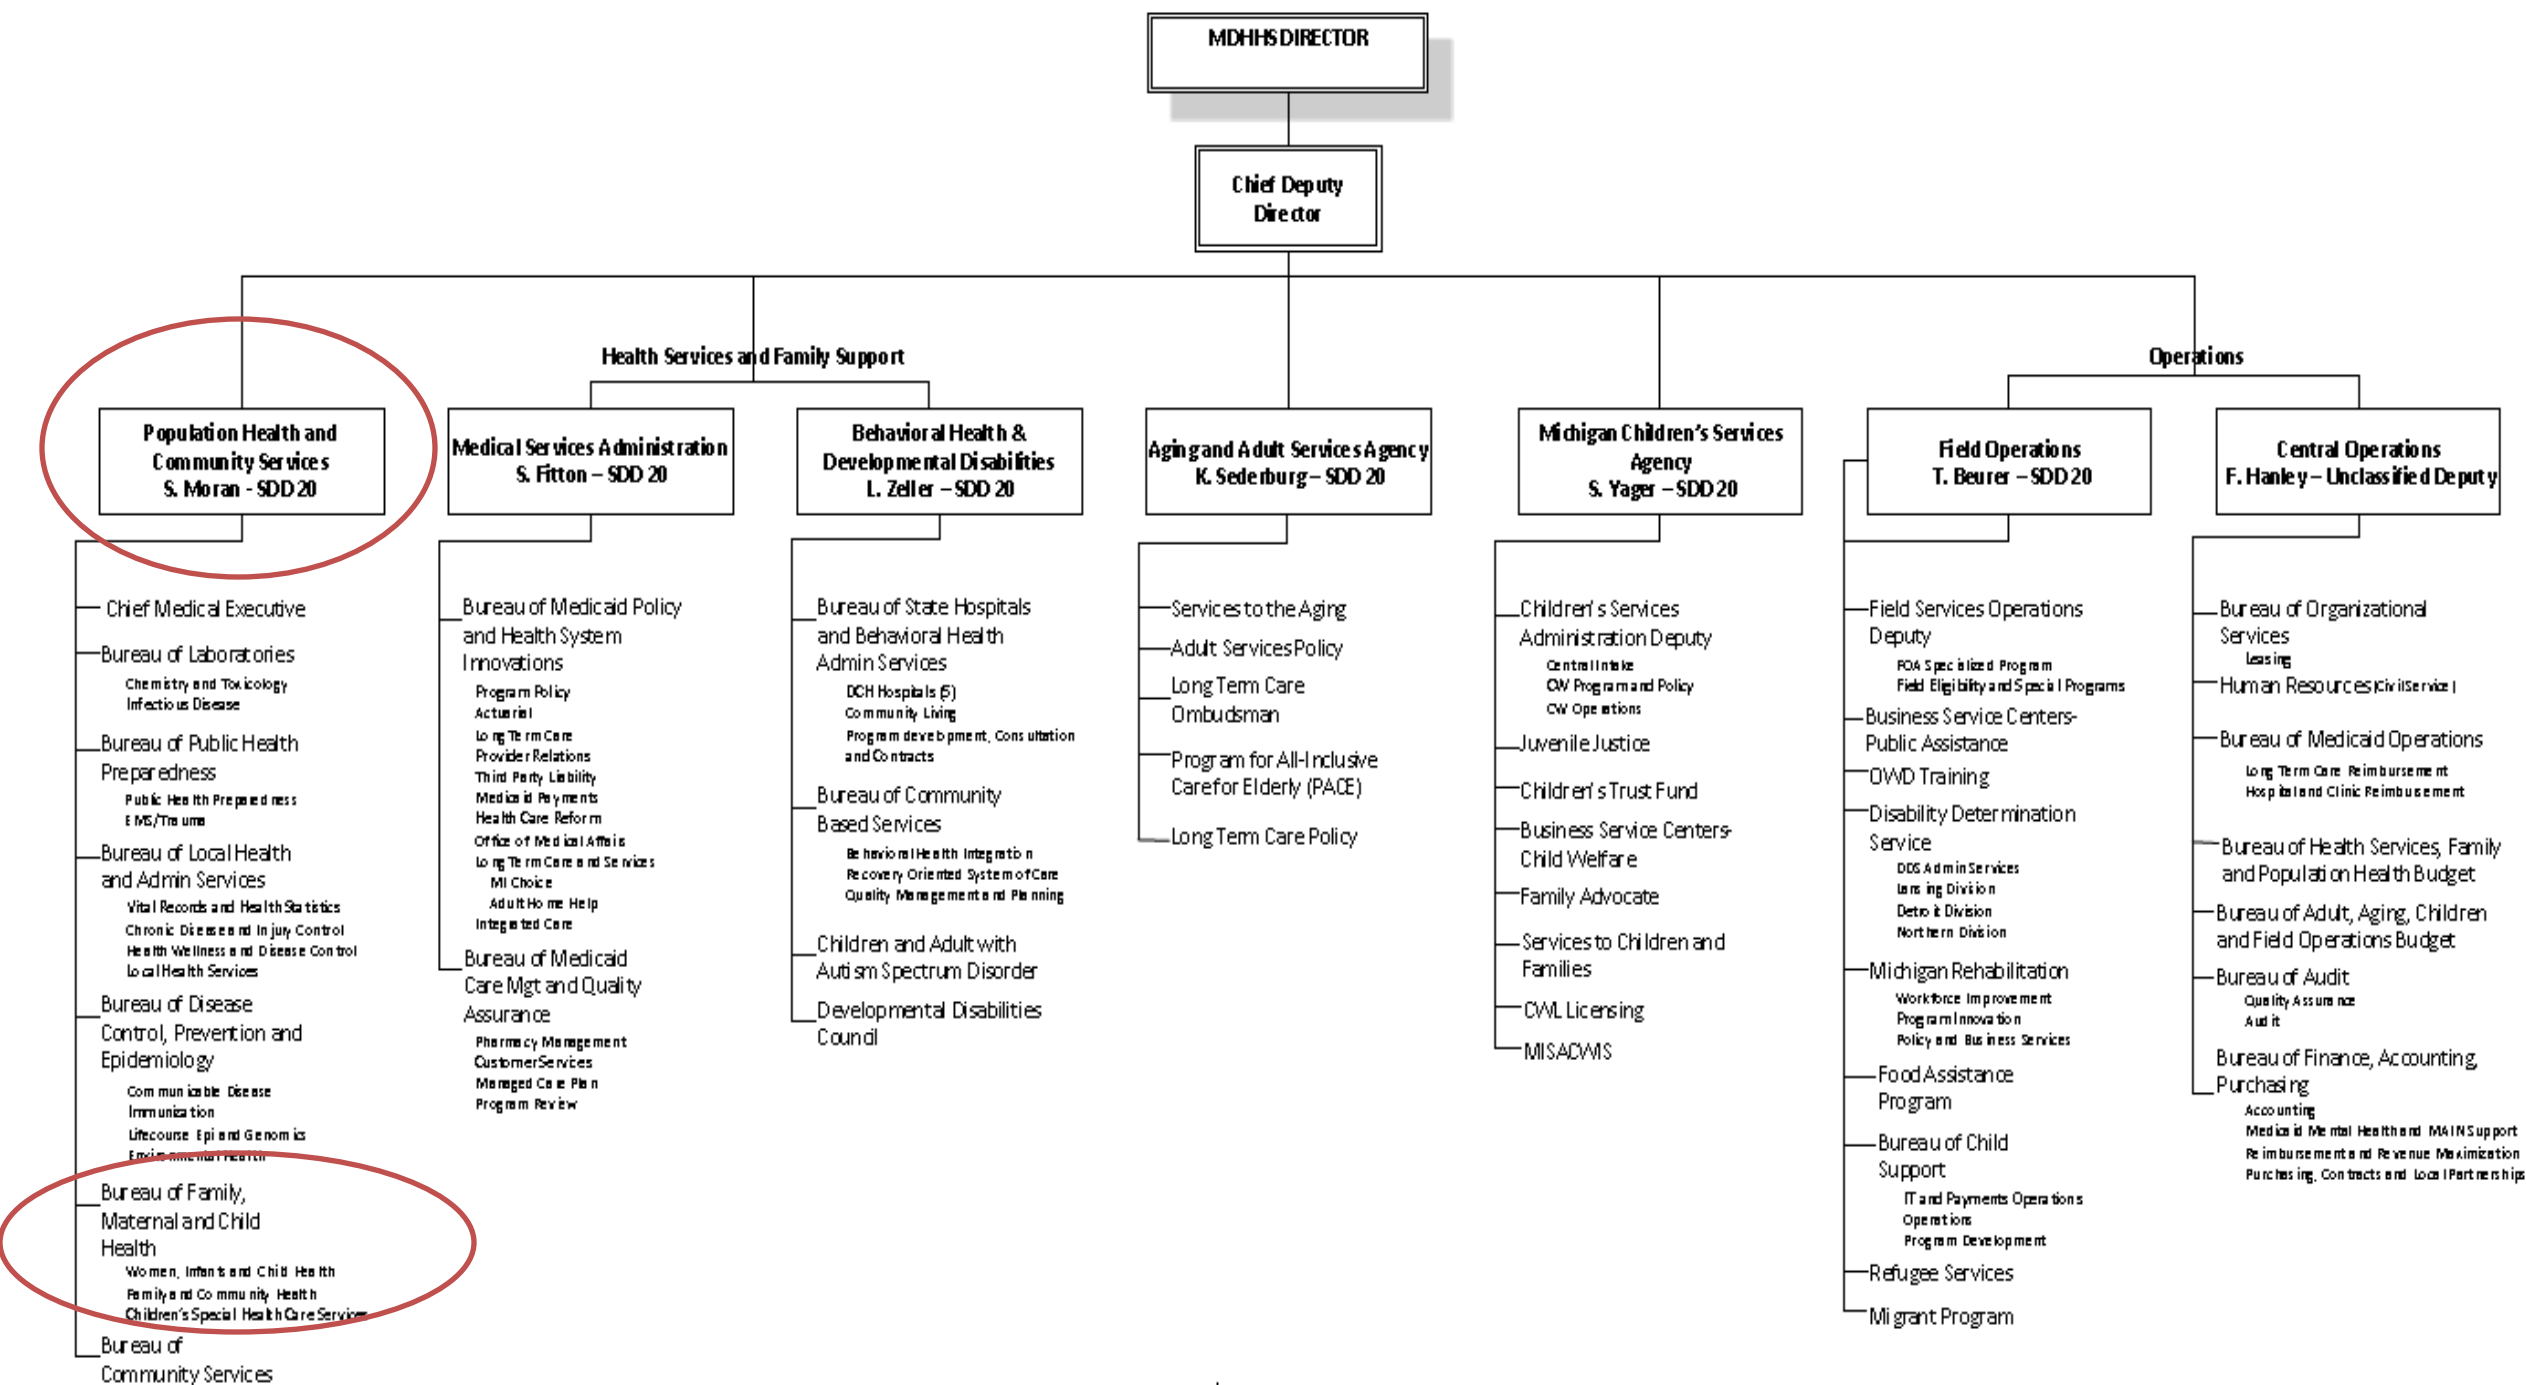 MDHHS DIRECTOR
Chief Deputy
Director
Health Services and Family Support
Operations
Population Health and
Community Services
S. Moran - SDD 20
Medical Services Administration
S. Fitton – SDD 20
Behavioral Health &
Developmental Disabilities
L. Zeller – SDD 20
Aging and Adult Services Agency
K. Sederburg – SDD 20
Michigan Children's Services
Agency
S. Yager – SDD 20
Field Operations
T. Beurer – SDD 20
Central Operations
F. Hanley – Unclassified Deputy
Chief Medical Executive
Bureau of Laboratories
Chemistry and Toxicology
Infectious Disease
Bureau of Public Health
Preparedness
Public Health Preparedness
EMS/Trauma
Bureau of Local Health
and Admin Services
Vital Records and Health Statistics
Chronic Disease and Injury Control
Health Wellness and Disease Control
Local Health Services
Bureau of Disease
Control, Prevention and
Epidemiology
Communicable Disease
Immunization
Lifecourse Epi and Genomics
Environmental Health
Bureau of Family,
Maternal and Child
Health
Women, Infants and Child Health
Family and Community Health
Children's Special Health Care Services
Bureau of
Community Services
Bureau of Medicaid Policy
and Health System
Innovations
Program Policy
Actuarial
Long Term Care
Provider Relations
Third Party Liability
Medicaid Payments
Health Care Reform
Office of Medical Affairs
Long Term Care and Services
MI Choice
Adult Home Help
Integrated Care
Bureau of Medicaid
Care Mgt and Quality
Assurance
Pharmacy Management
Customer Services
Managed Care Plan
Program Review
Bureau of State Hospitals
and Behavioral Health
Admin Services
DCH Hospitals (5)
Community Living
Program development, Consultation
and Contracts
Bureau of Community
Based Services
Behavioral Health Integration
Recovery Oriented System of Care
Quality Management and Planning
Children and Adult with
Autism Spectrum Disorder
Developmental Disabilities
Council
Services to the Aging
Adult Services Policy
Long Term Care
Ombudsman
Program for All-Inclusive
Care for Elderly (PACE)
Long Term Care Policy
Children's Services
Administration Deputy
Central Intake
CW Program and Policy
CW Operations
Juvenile Justice
Children's Trust Fund
Business Service Centers-
Child Welfare
Family Advocate
Services to Children and
Families
CWL Licensing
MISACWIS
Field Services Operations
Deputy
FOA Specialized Program
Field Eligibility and Special Programs
Business Service Centers-
Public Assistance
OWD Training
Disability Determination
Service
DDS Admin Services
Lansing Division
Detroit Division
Northern Division
Michigan Rehabilitation
Workforce Improvement
Program Innovation
Policy and Business Services
Food Assistance
Program
Bureau of Child
Support
IT and Payments Operations
Operations
Program Development
Refugee Services
Migrant Program
Bureau of Organizational
Services
Leasing
Human Resources (Civil Service)
Bureau of Medicaid Operations
Long Term Care Reimbursement
Hospital and Clinic Reimbursement
Bureau of Health Services, Family
and Population Health Budget
Bureau of Adult, Aging, Children
and Field Operations Budget
Bureau of Audit
Quality Assurance
Audit
Bureau of Finance, Accounting,
Purchasing
Accounting
Medicaid Mental Health and MAIN Support
Reimbursement and Revenue Maximization
Purchasing, Contracts and Local Partnerships